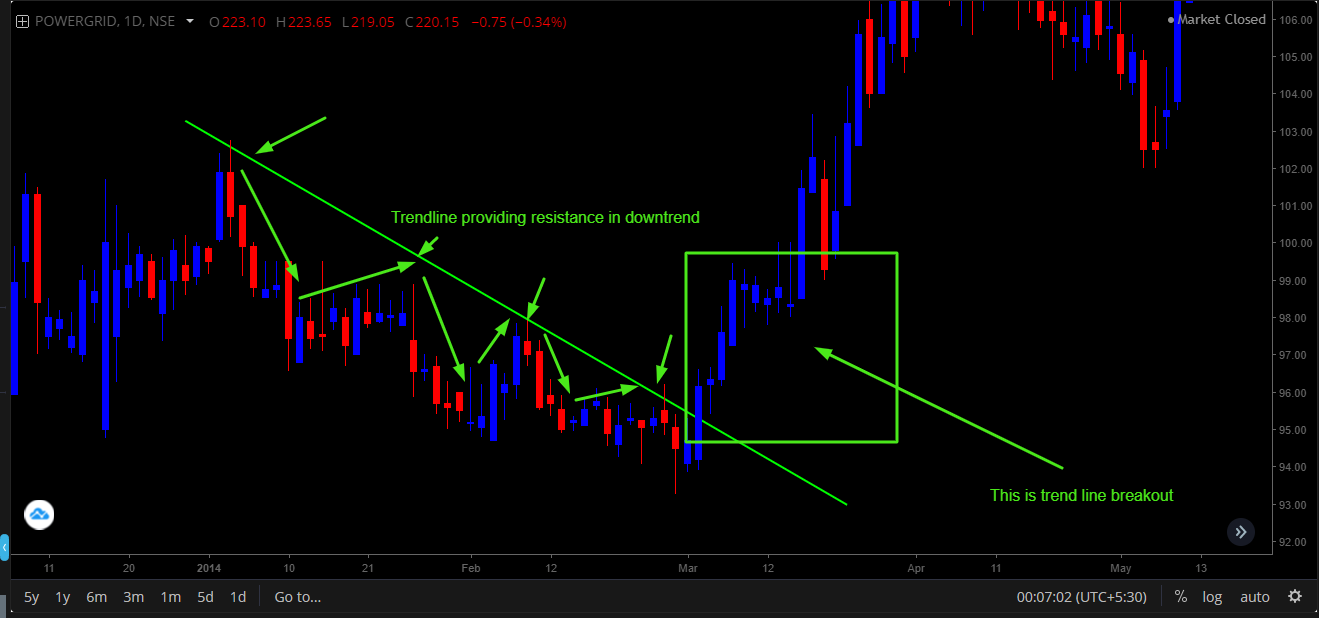 POWERGRID, 1D, NSE O 223.10 H 223.65 L 219.05 C 220.15 −0.75 (−0.34%)
Market Closed
106.00
105.00
104.00
103.00
102.00
101.00
100.00
99.00
98.00
97.00
96.00
95.00
94.00
93.00
92.00
Trendline providing resistance in downtrend
This is trend line breakout
11 20 2014 10 21 Feb 12 Mar 12 Apr 11 May 13
5y 1y 6m 3m 1m 5d 1d Go to... 00:07:02 (UTC+5:30) % log auto